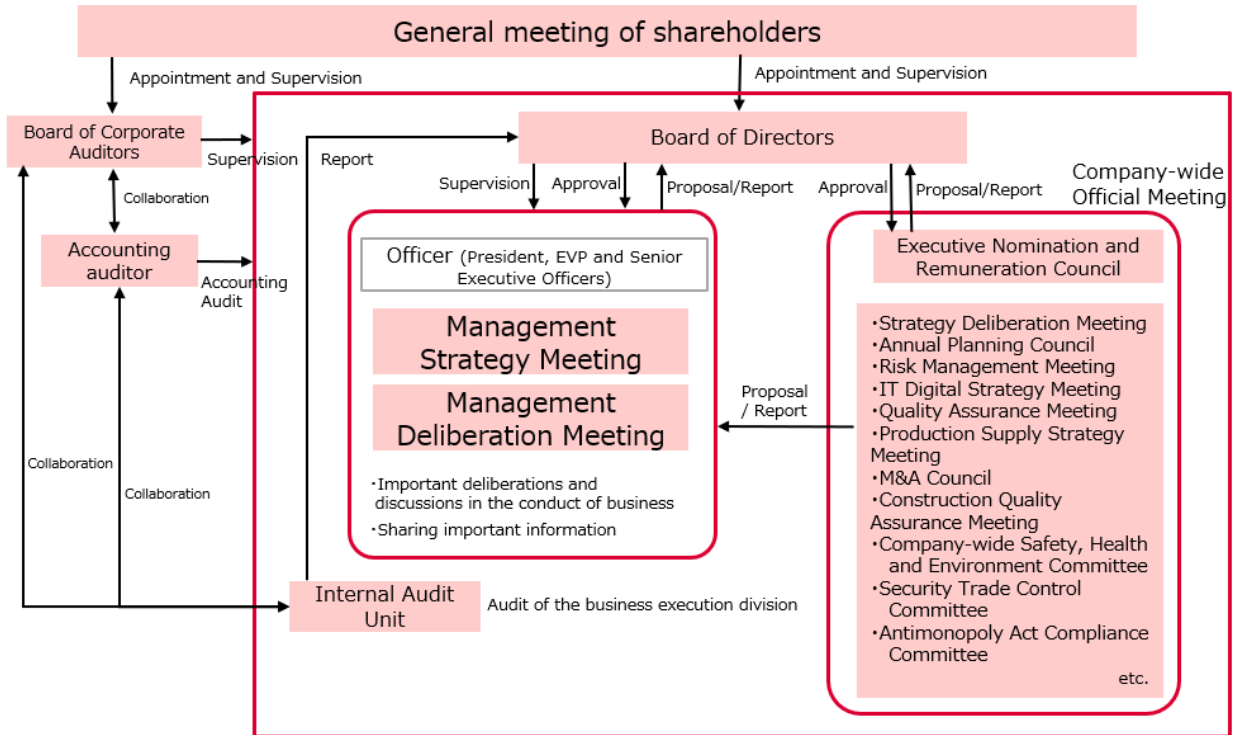 General meeting of shareholders
Appointment and Supervision
Appointment and Supervision
Board of Corporate
Auditors
Supervision
Report
Board of Directors
Company-wide
Official Meeting
Supervision
Approval
Proposal/Report
Approval
Proposal/Report
Collaboration
Accounting
auditor
Accounting
Audit
Officer (President, EVP and Senior
Executive Officers)
Management
Strategy Meeting
Management
Deliberation Meeting
・Important deliberations and
discussions in the conduct of business
・Sharing important information
Proposal
/ Report
Executive Nomination and
Remuneration Council
・Strategy Deliberation Meeting
・Annual Planning Council
・Risk Management Meeting
・IT Digital Strategy Meeting
・Quality Assurance Meeting
・Production Supply Strategy
Meeting
・M&A Council
・Construction Quality
Assurance Meeting
・Company-wide Safety, Health
and Environment Committee
・Security Trade Control
Committee
・Antimonopoly Act Compliance
Committee
etc.
Collaboration
Collaboration
Internal Audit
Unit
Audit of the business execution division